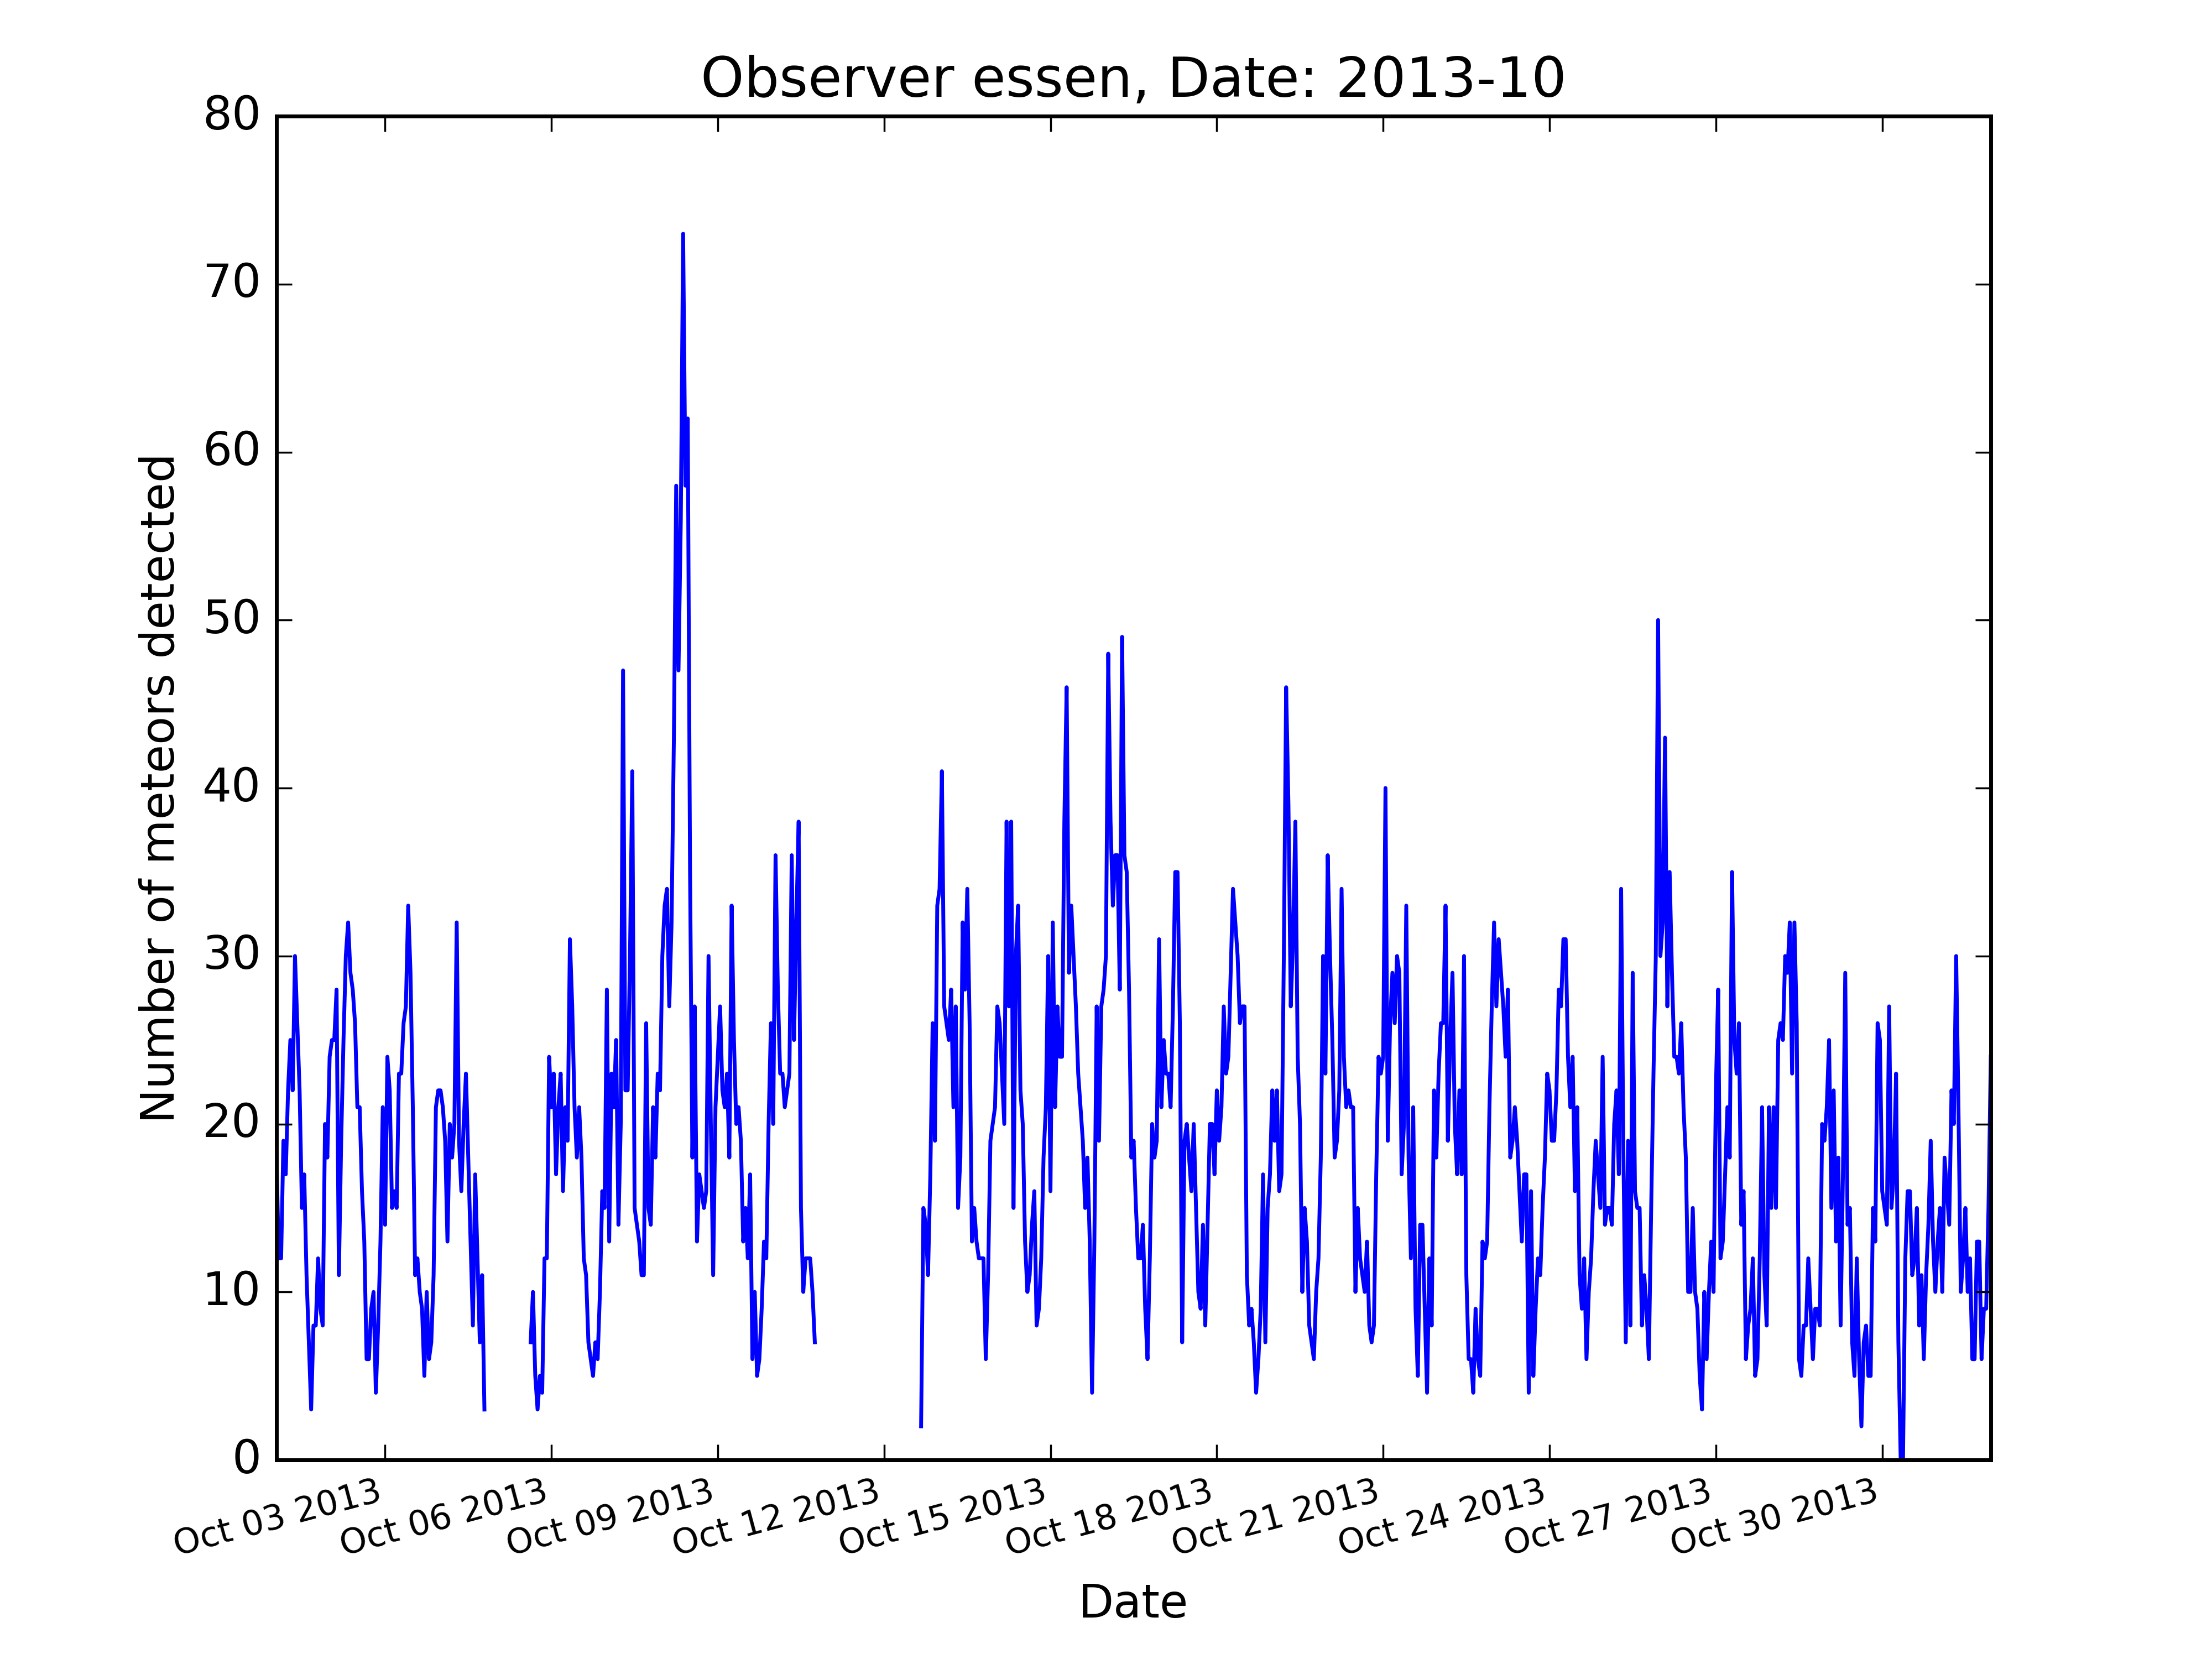 Observer essen, Date: 2013-10
Number of meteors detected
80
70
60
50
40
30
20
10
0
Oct 03 2013
Oct 06 2013
Oct 09 2013
Oct 12 2013
Oct 15 2013
Oct 18 2013
Oct 21 2013
Oct 24 2013
Oct 27 2013
Oct 30 2013
Date